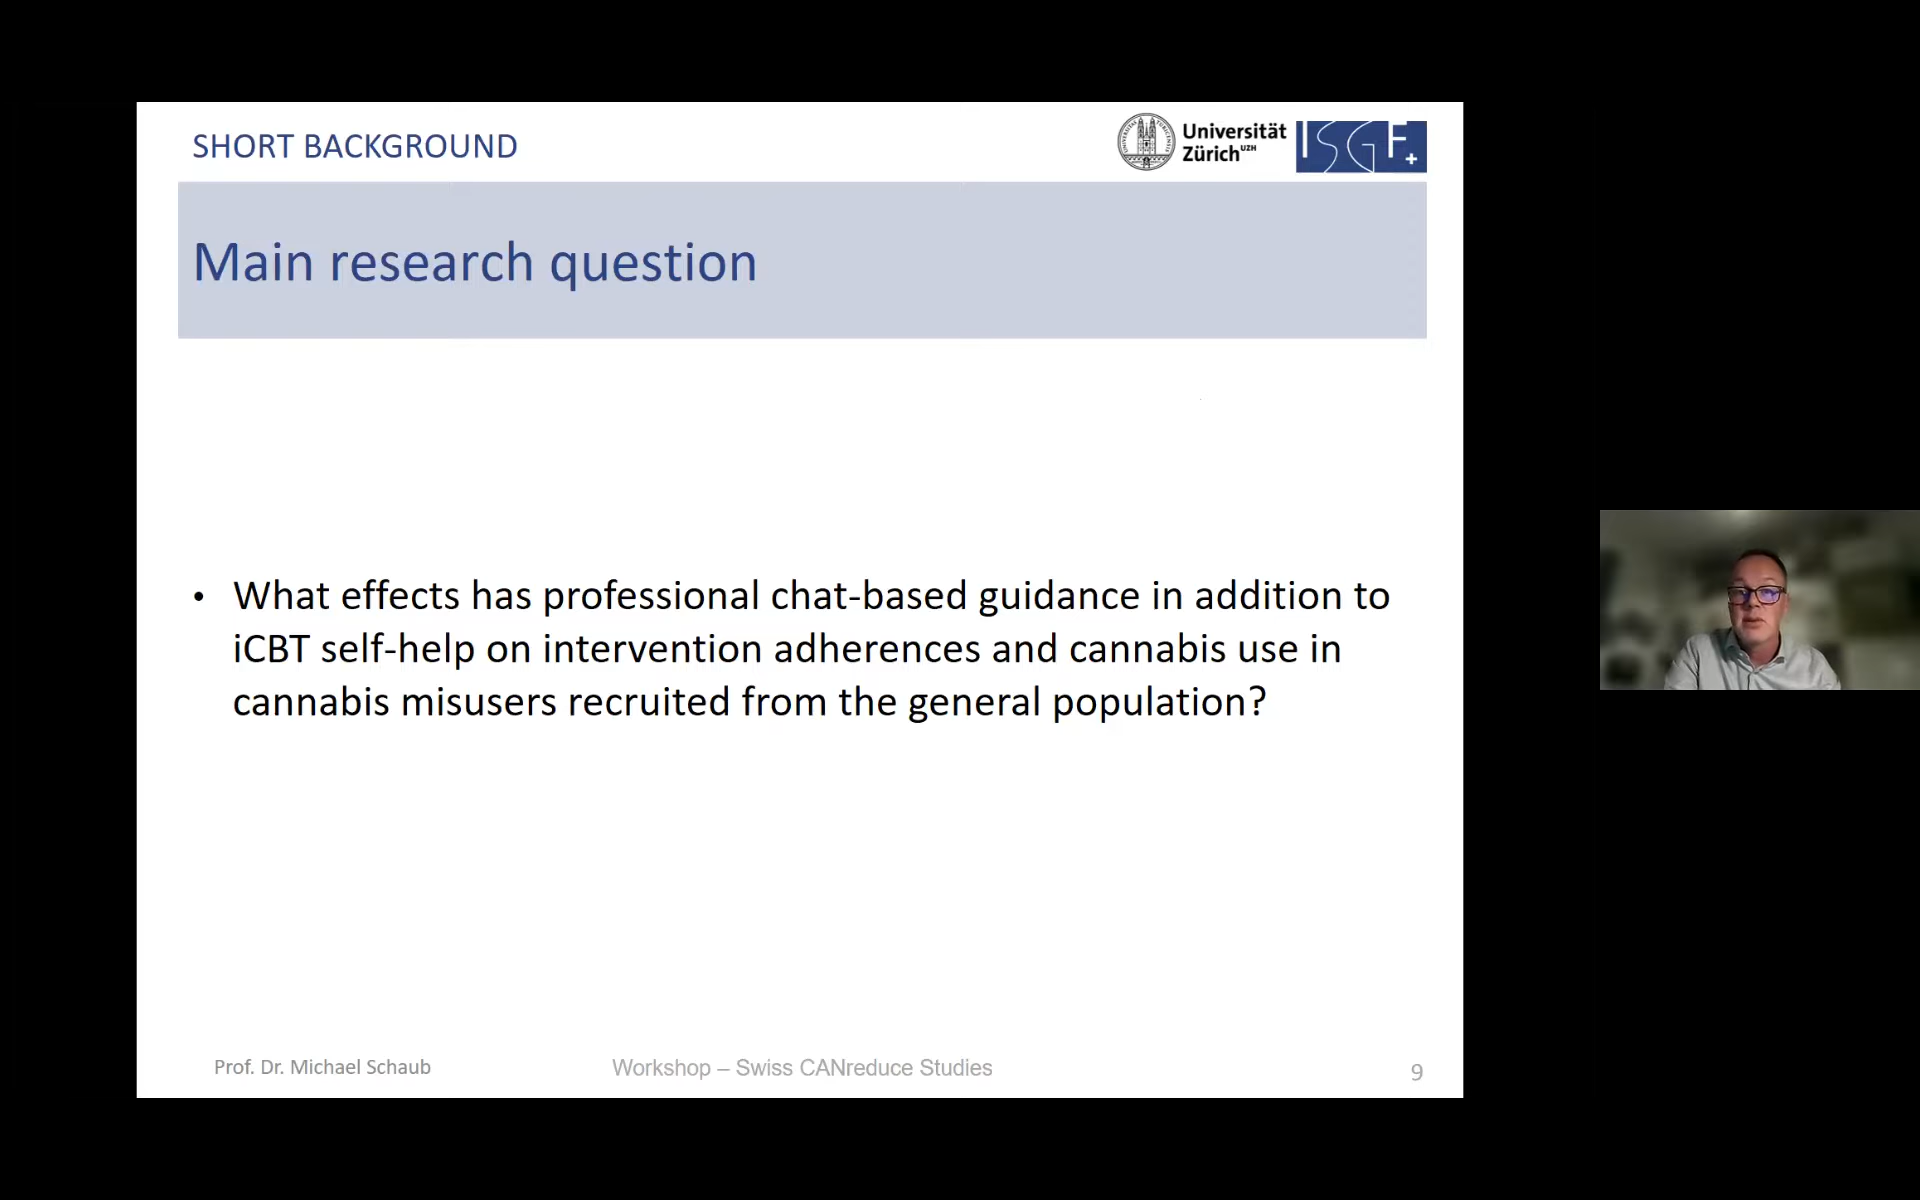 SHORT BACKGROUND
Universität
Zürich UZH
ISGF+
Main research question
• What effects has professional chat-based guidance in addition to
iCBT self-help on intervention adherences and cannabis use in
cannabis misusers recruited from the general population?
Prof. Dr. Michael Schaub
Workshop – Swiss CANreduce Studies
9